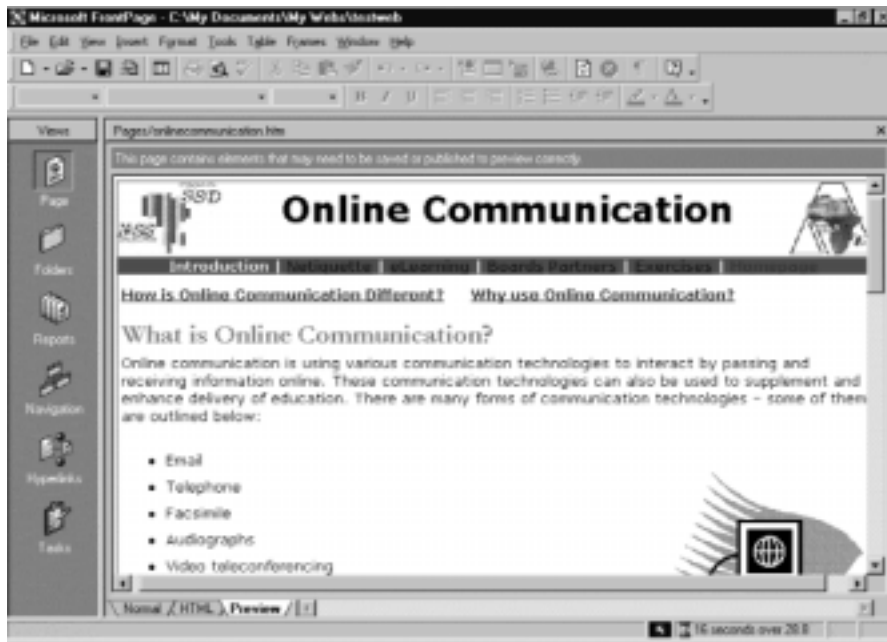 Microsoft FrontPage - C:\My Documents\My Webs\testweb
File Edit View Insert Format Tools Table Frames Window Help
B I U
Views
Pages/onlinecommunication.htm
This page contains elements that may need to be saved or published to preview correctly
Page
Folders
Reports
Navigation
Hyperlinks
Tasks
SSD
Online Communication
Introduction | Netiquette | eLearning | Boards Partners | Exercises | Homepage
How is Online Communication Different? Why use Online Communication?
What is Online Communication?
Online communication is using various communication technologies to interact by passing and
receiving information online. These communication technologies can also be used to supplement and
enhance delivery of education. There are many forms of communication technologies – some of them
are outlined below:
• Email
• Telephone
• Facsimile
• Audiographs
• Video teleconferencing
Normal HTML Preview
16 seconds over 28.8